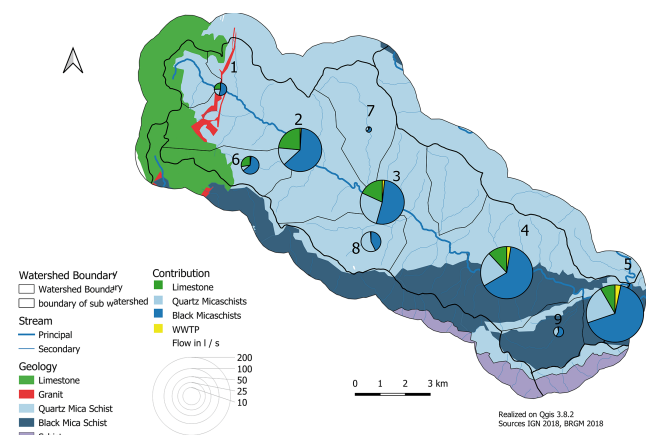 1
2
7
6
3
8
4
5
9
Watershed Boundary
Watershed Boundary
boundary of sub watershed
Stream
Principal
Secondary
Geology
Limestone
Granit
Quartz Mica Schist
Black Mica Schist
Contribution
Limestone
Quartz Micaschists
Black Micaschists
WWTP
Flow in l / s
200
100
50
25
10
0 1 2 3 km
Realized on Qgis 3.8.2
Sources IGN 2018, BRGM 2018